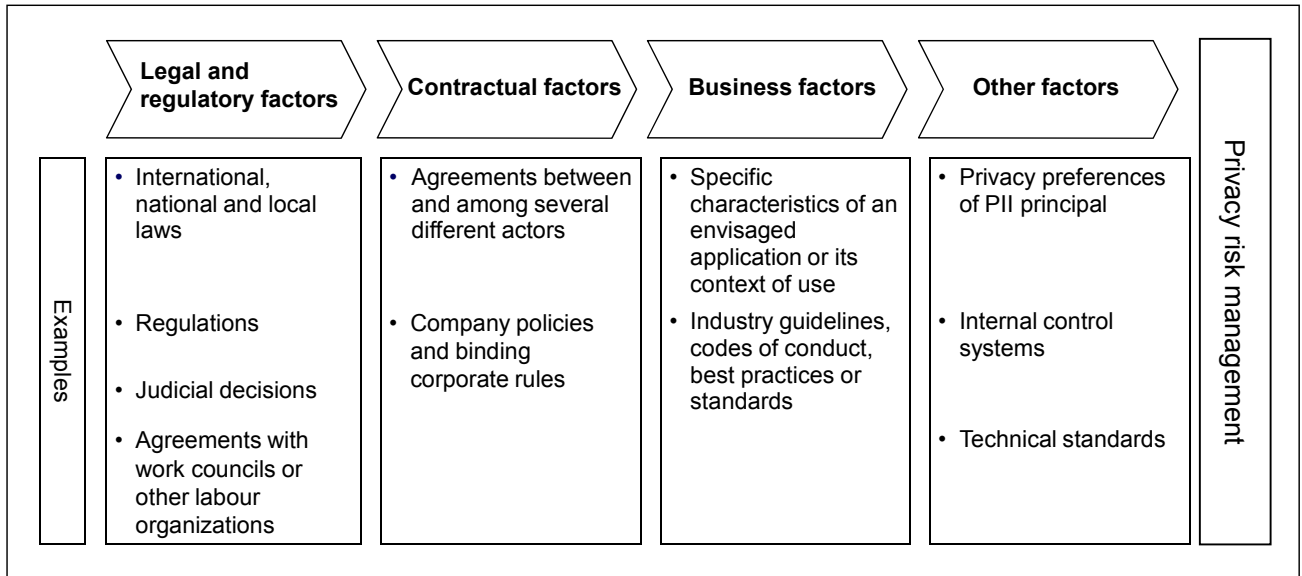 Legal and
regulatory factors
Contractual factors
Business factors
Other factors
Privacy risk management
Examples
• International,
national and local
laws
• Regulations
• Judicial decisions
• Agreements with
work councils or
other labour
organizations
• Agreements between
and among several
different actors
• Company policies
and binding
corporate rules
• Specific
characteristics of an
envisaged
application or its
context of use
• Industry guidelines,
codes of conduct,
best practices or
standards
• Privacy preferences
of PII principal
• Internal control
systems
• Technical standards